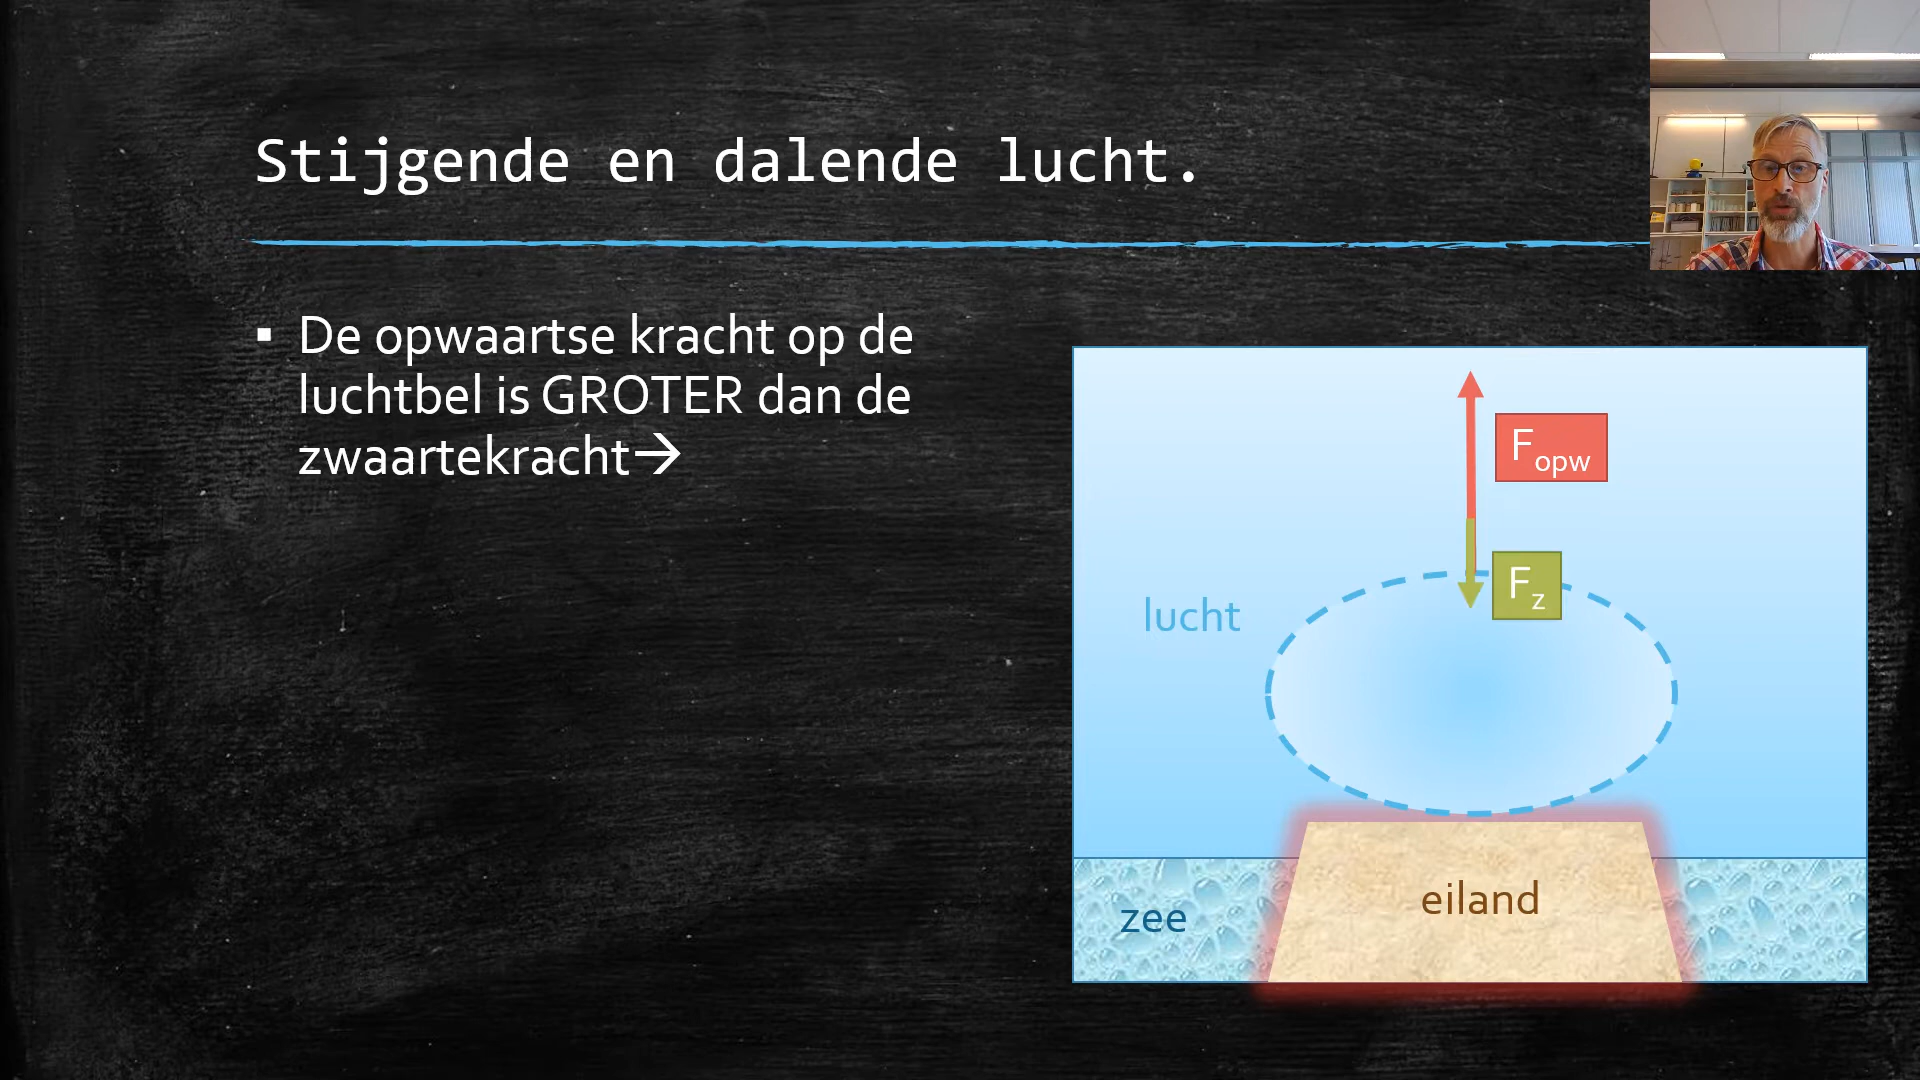 Stijgende en dalende lucht.
▪ De opwaartse kracht op de
luchtbel is GROTER dan de
zwaartekracht→
Fopw
Fz
lucht
eiland
zee